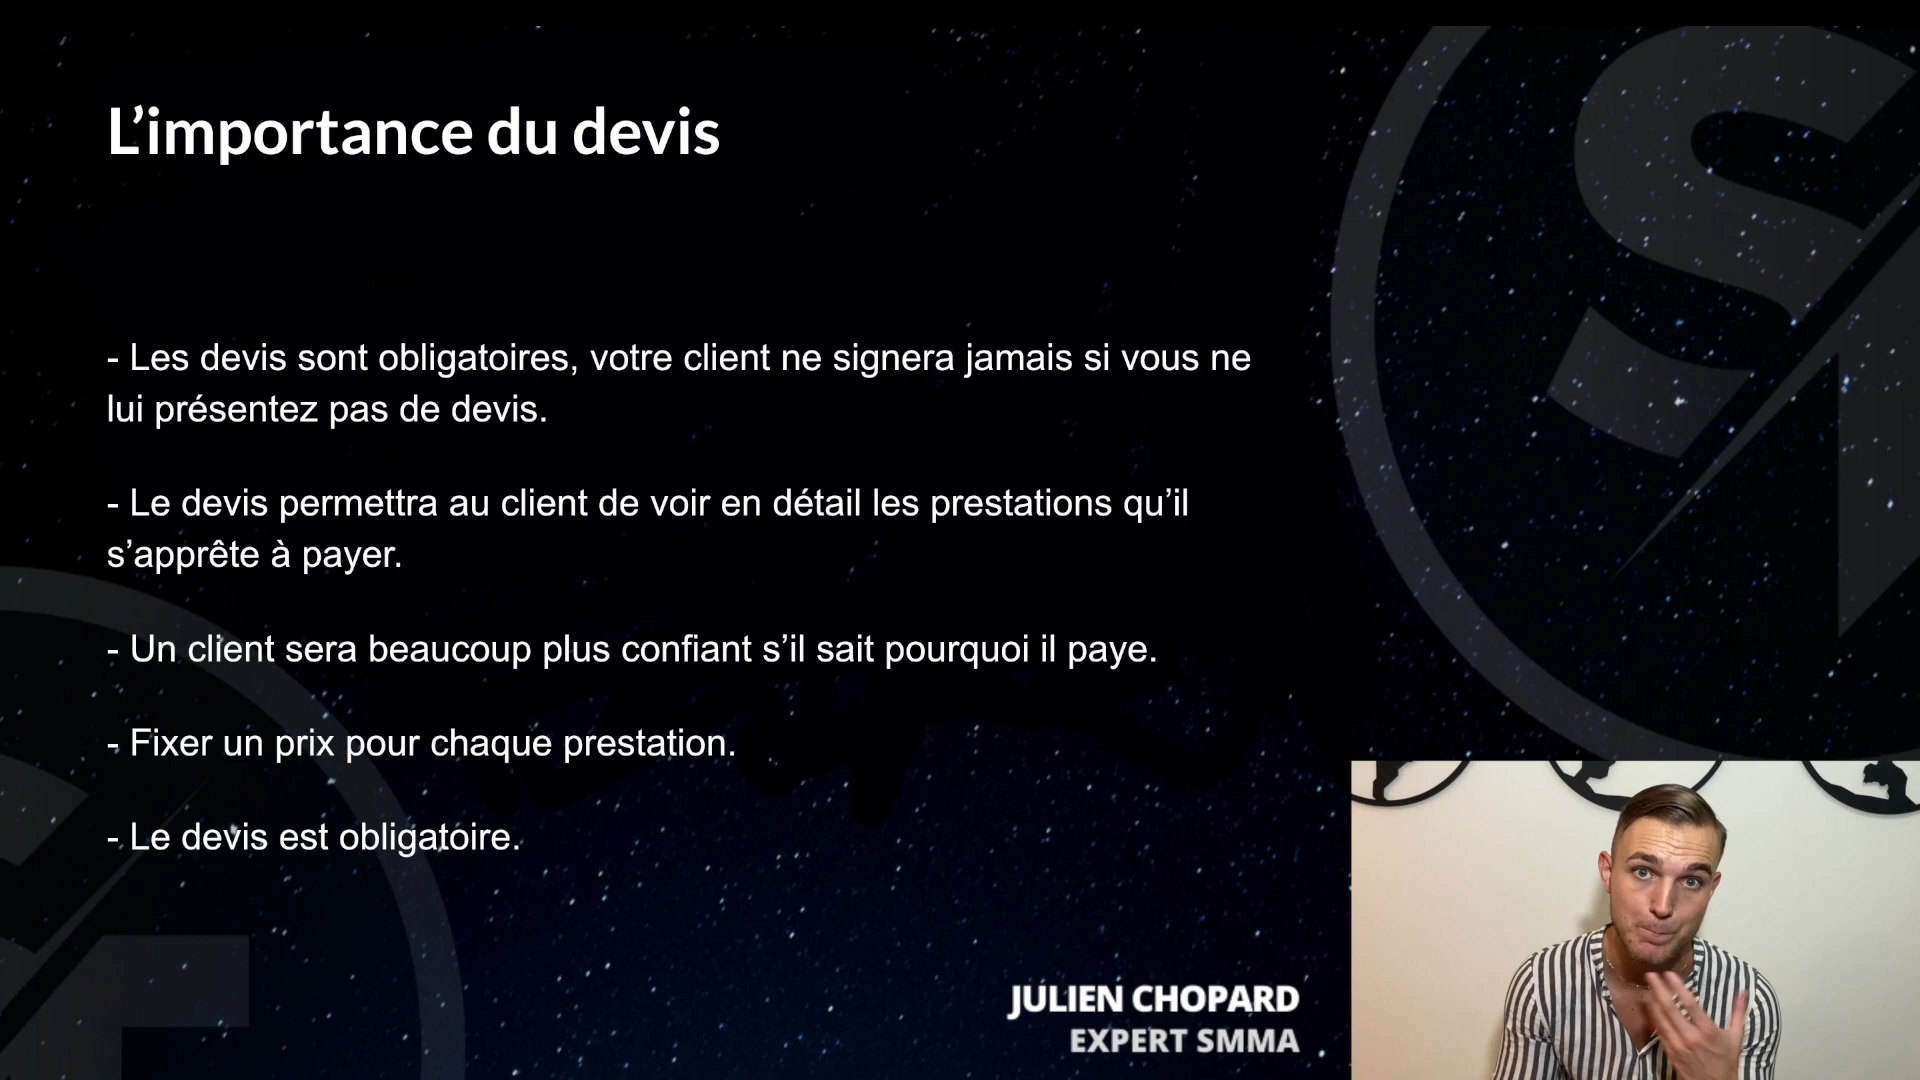 L’importance du devis
- Les devis sont obligatoires, votre client ne signera jamais si vous ne
lui présentez pas de devis.
- Le devis permettra au client de voir en détail les prestations qu’il
s’apprête à payer.
- Un client sera beaucoup plus confiant s’il sait pourquoi il paye.
- Fixer un prix pour chaque prestation.
- Le devis est obligatoire.
JULIEN CHOPARD
EXPERT SMMA